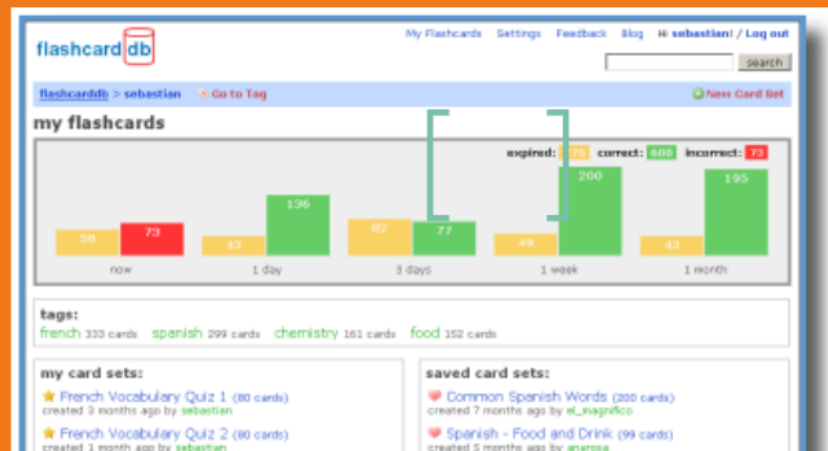 flashcard db
My Flashcards Settings Feedback Blog Hi sebastian! / Log out
search
flashcarddb > sebastian Go to Tag New Card Set
my flashcards
expired: 275 correct: 608 incorrect: 73
58 73 43 136 82 77 49 200 43 195
now 1 day 3 days 1 week 1 month
tags:
french 333 cards spanish 299 cards chemistry 161 cards food 152 cards
my card sets:
French Vocabulary Quiz 1 (80 cards)
created 3 months ago by sebastian
French Vocabulary Quiz 2 (80 cards)
created 1 month ago by sebastian
saved card sets:
Common Spanish Words (200 cards)
created 7 months ago by el_magnifico
Spanish - Food and Drink (99 cards)
created 5 months ago by anarosa